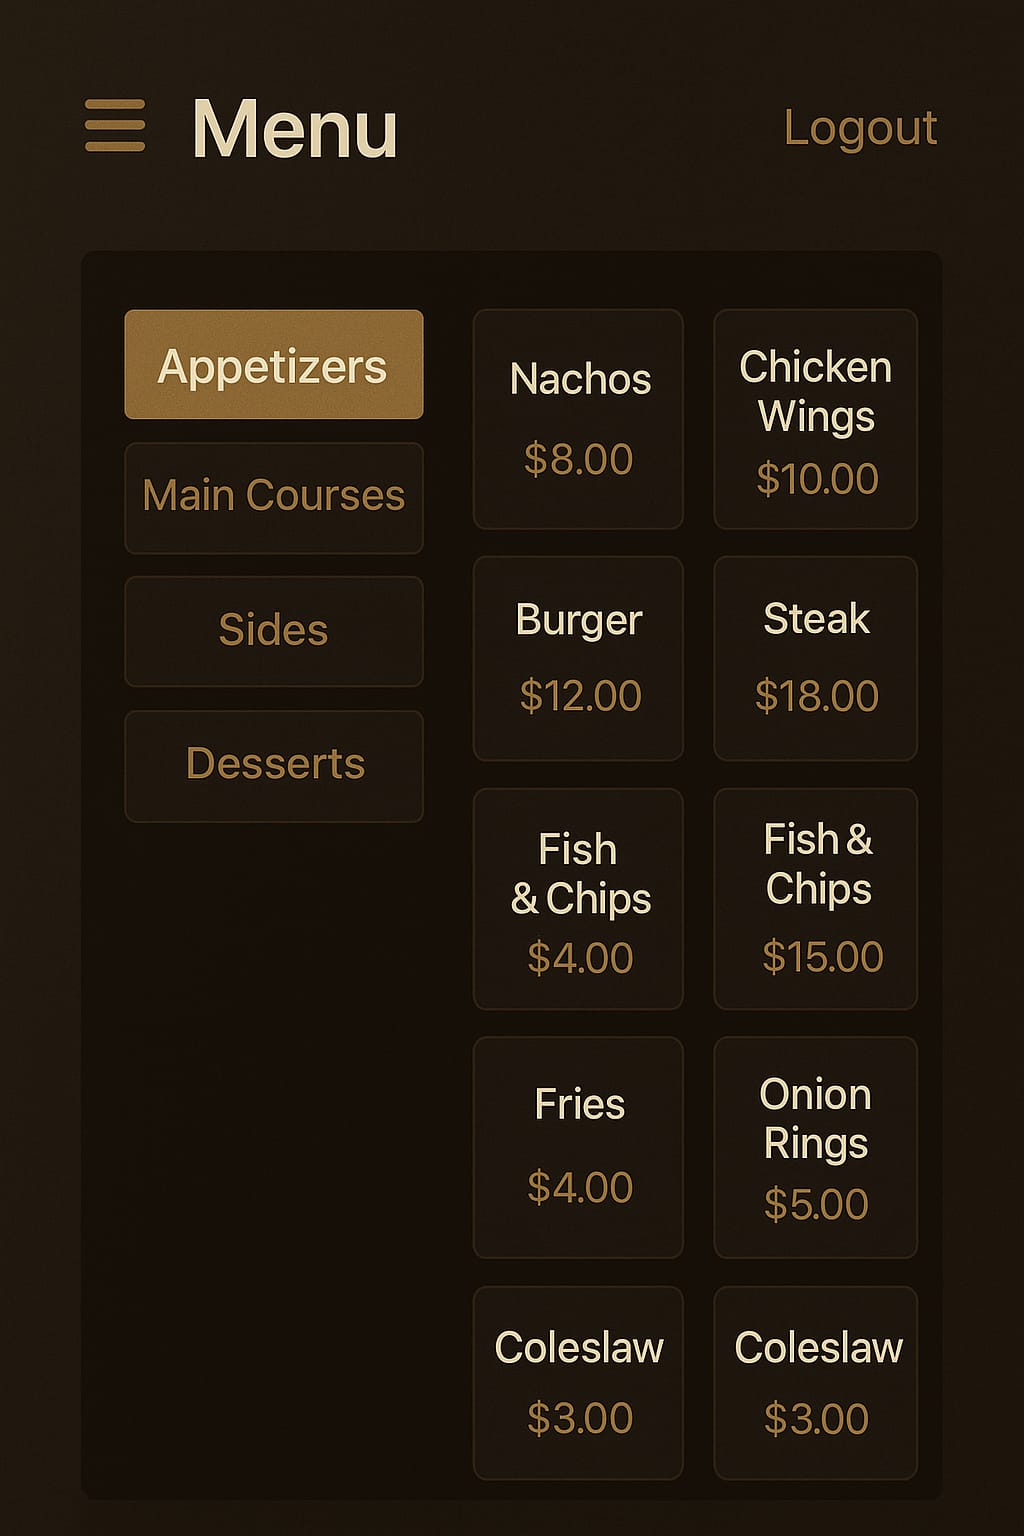 Menu
Logout
Appetizers
Main Courses
Sides
Desserts
Nachos
$8.00
Chicken
Wings
$10.00
Burger
$12.00
Steak
$18.00
Fish
& Chips
$4.00
Fish &
Chips
$15.00
Fries
$4.00
Onion
Rings
$5.00
Coleslaw
$3.00
Coleslaw
$3.00